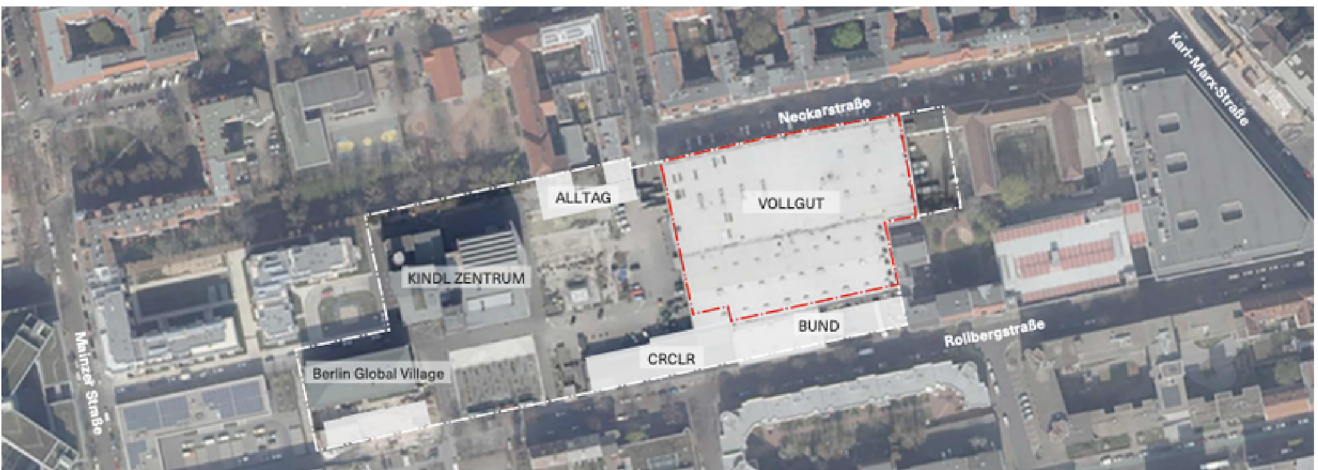 Karl-Marx-Straße
Neckarstraße
ALLTAG
VOLLGUT
KINDL ZENTRUM
BUND
Rollbergstraße
CRCLR
Berlin Global Village
Mainzer Straße